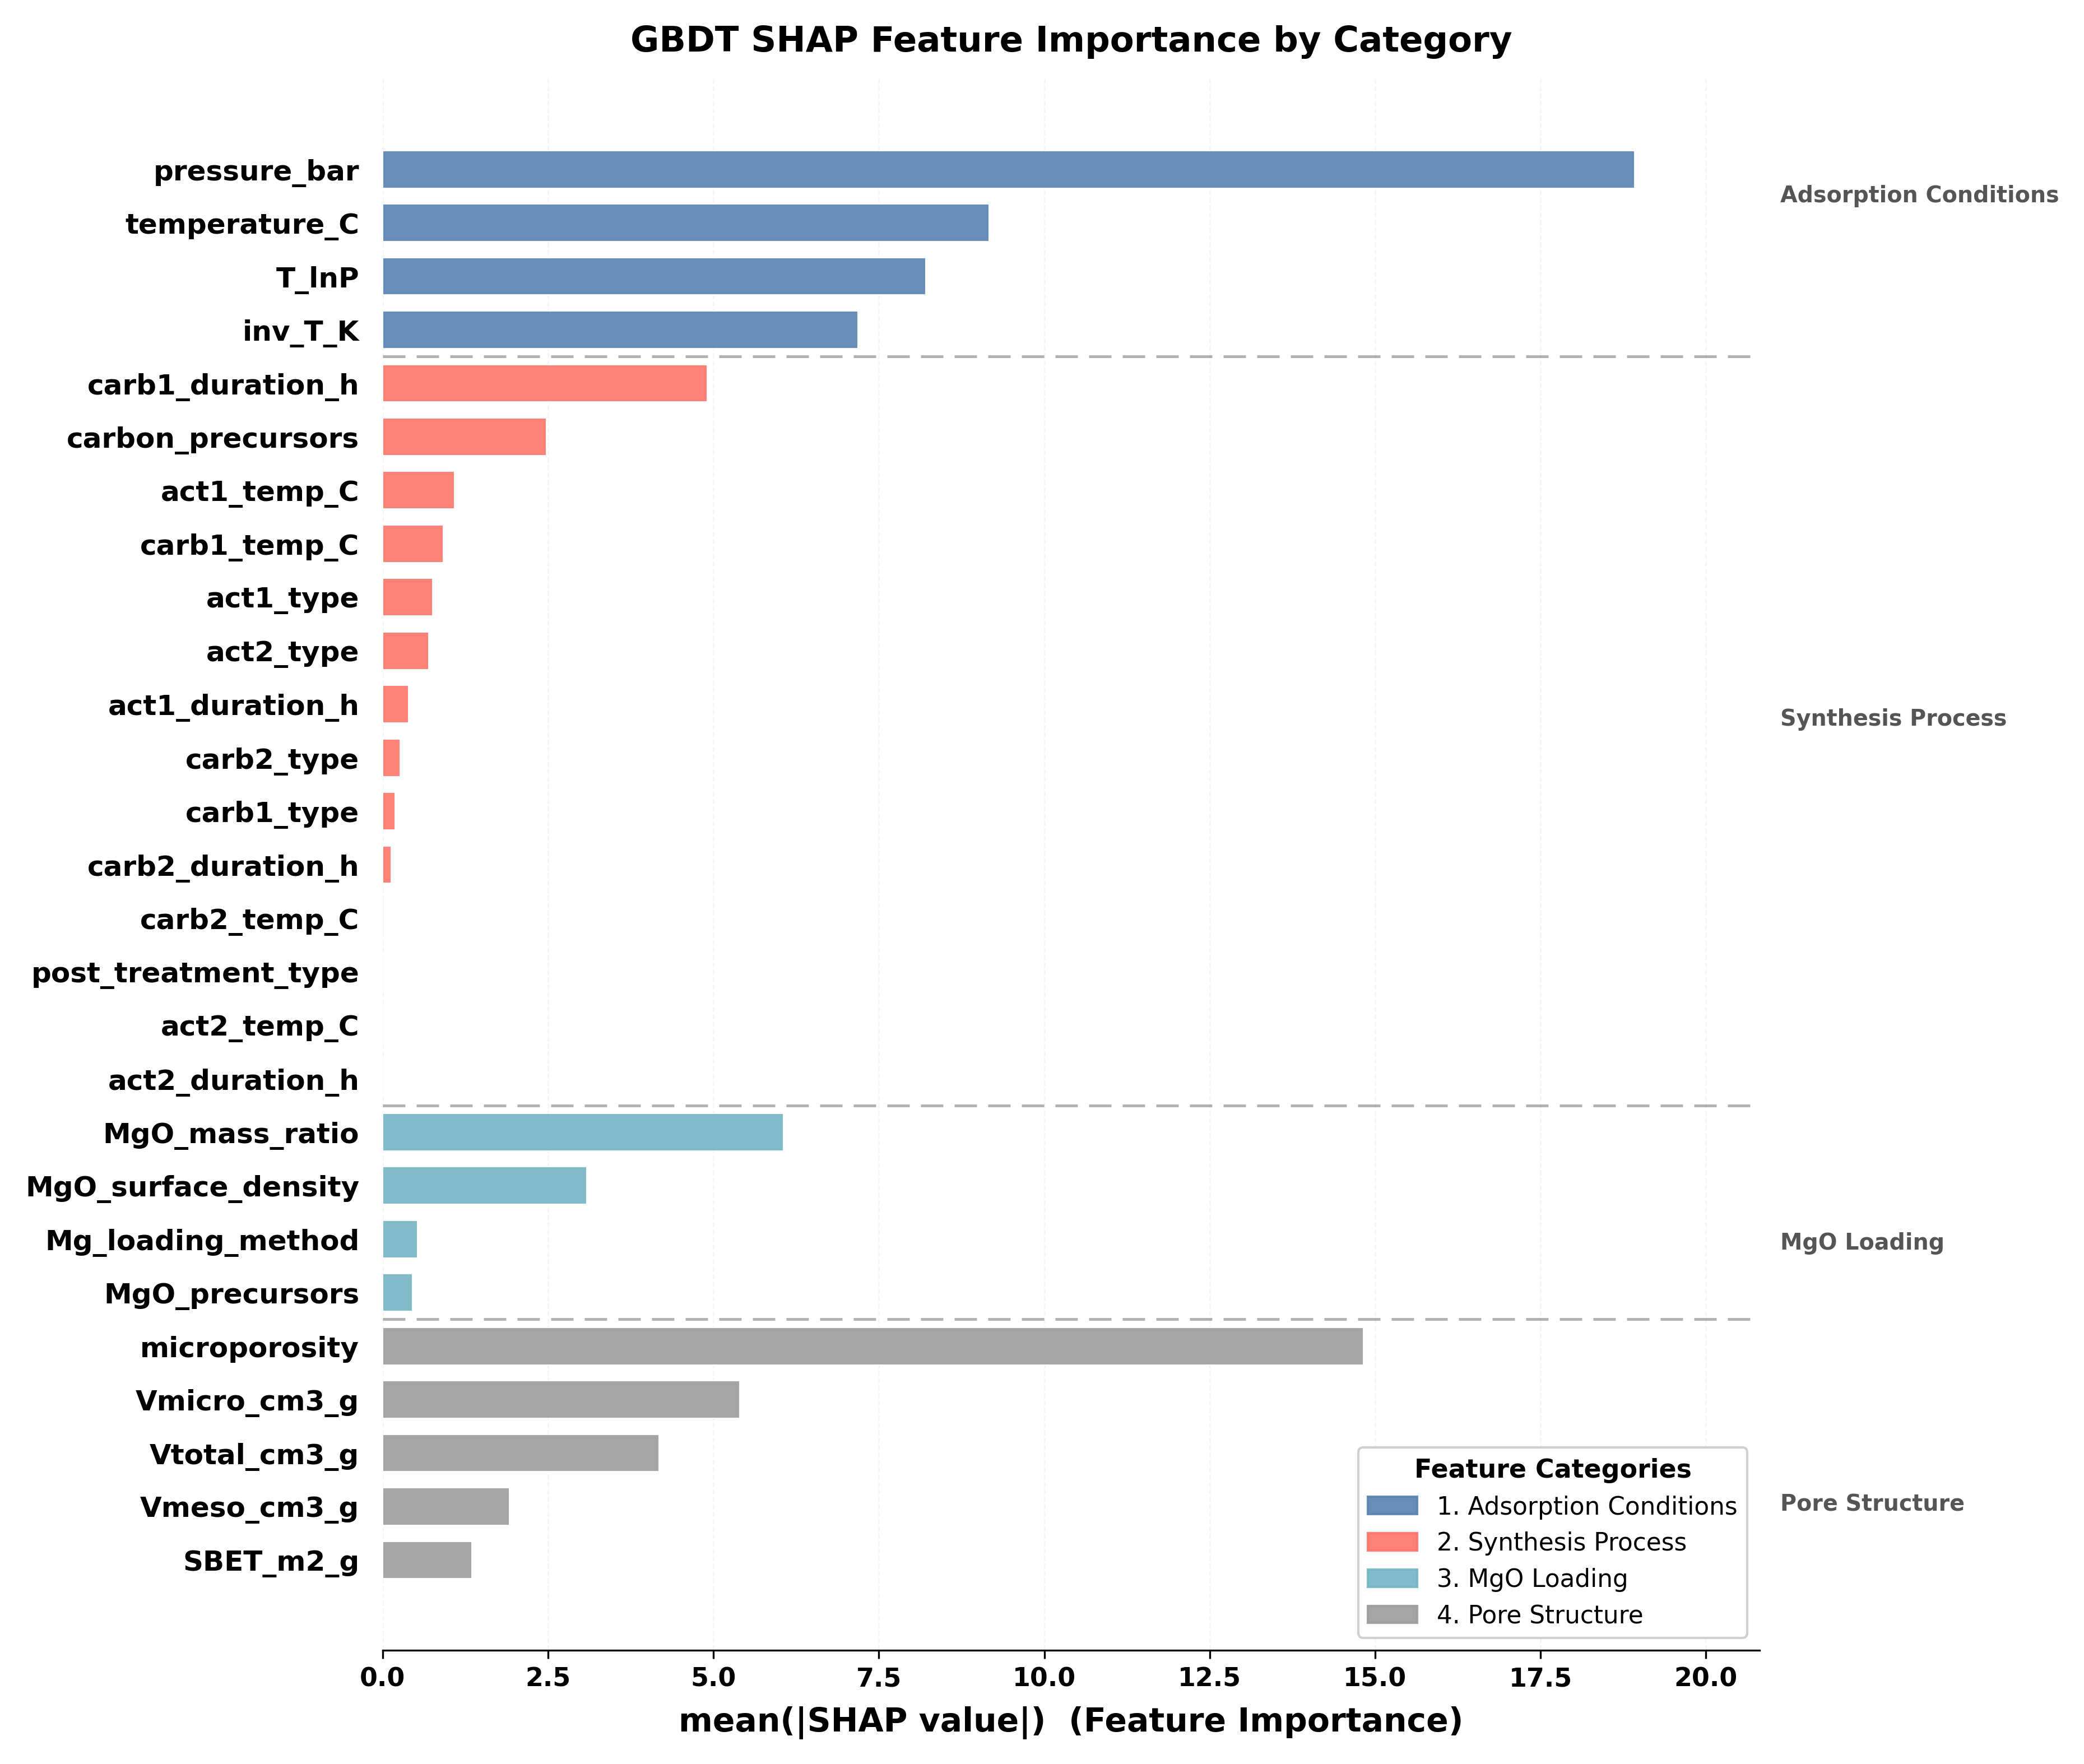 GBDT SHAP Feature Importance by Category
pressure_bar
temperature_C
T_lnP
inv_T_K
Adsorption Conditions
carb1_duration_h
carbon_precursors
act1_temp_C
carb1_temp_C
act1_type
act2_type
act1_duration_h
carb2_type
carb1_type
carb2_duration_h
carb2_temp_C
post_treatment_type
act2_temp_C
act2_duration_h
Synthesis Process
MgO_mass_ratio
MgO_surface_density
Mg_loading_method
MgO_precursors
MgO Loading
microporosity
Vmicro_cm3_g
Vtotal_cm3_g
Vmeso_cm3_g
SBET_m2_g
Pore Structure
Feature Categories
1. Adsorption Conditions
2. Synthesis Process
3. MgO Loading
4. Pore Structure
0.0 2.5 5.0 7.5 10.0 12.5 15.0 17.5 20.0
mean(|SHAP value|) (Feature Importance)